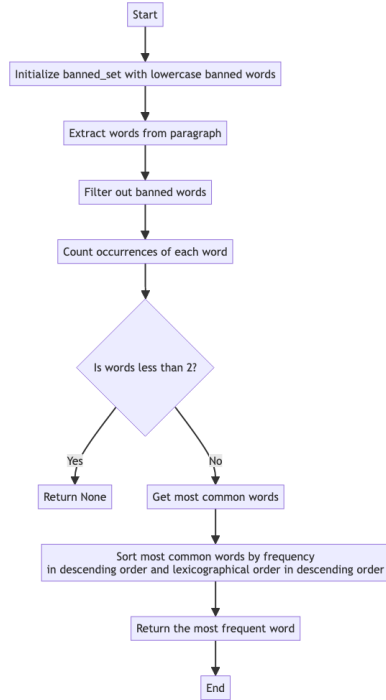 Start
Initialize banned_set with lowercase banned words
Extract words from paragraph
Filter out banned words
Count occurrences of each word
Is words less than 2?
Yes
No
Return None
Get most common words
Sort most common words by frequency
in descending order and lexicographical order in descending order
Return the most frequent word
End